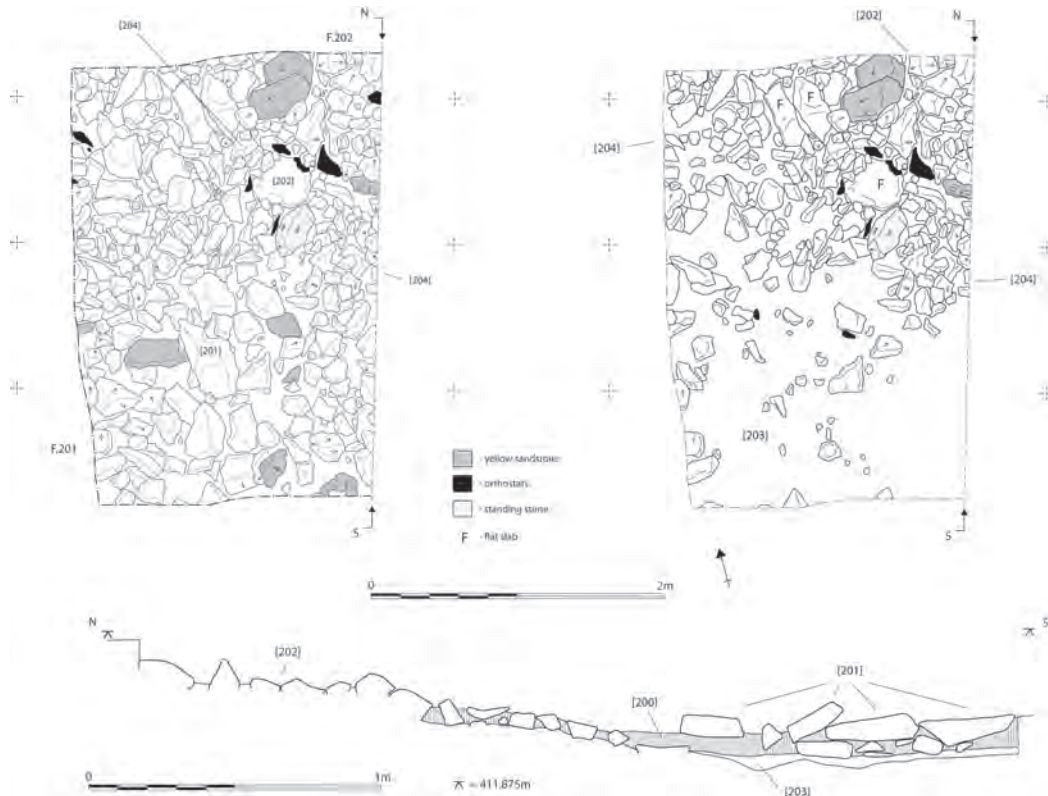 [204]
F.202
N
[202]
[204]
[201]
F.201
S
[202]
N
F
F
[204]
F
[204]
[203]
S
- yellow sandstone
- orthostats
- standing stone
F - flat slab
0 2m
N
S
[202]
[201]
[200]
[203]
0 1m
= 411.875m